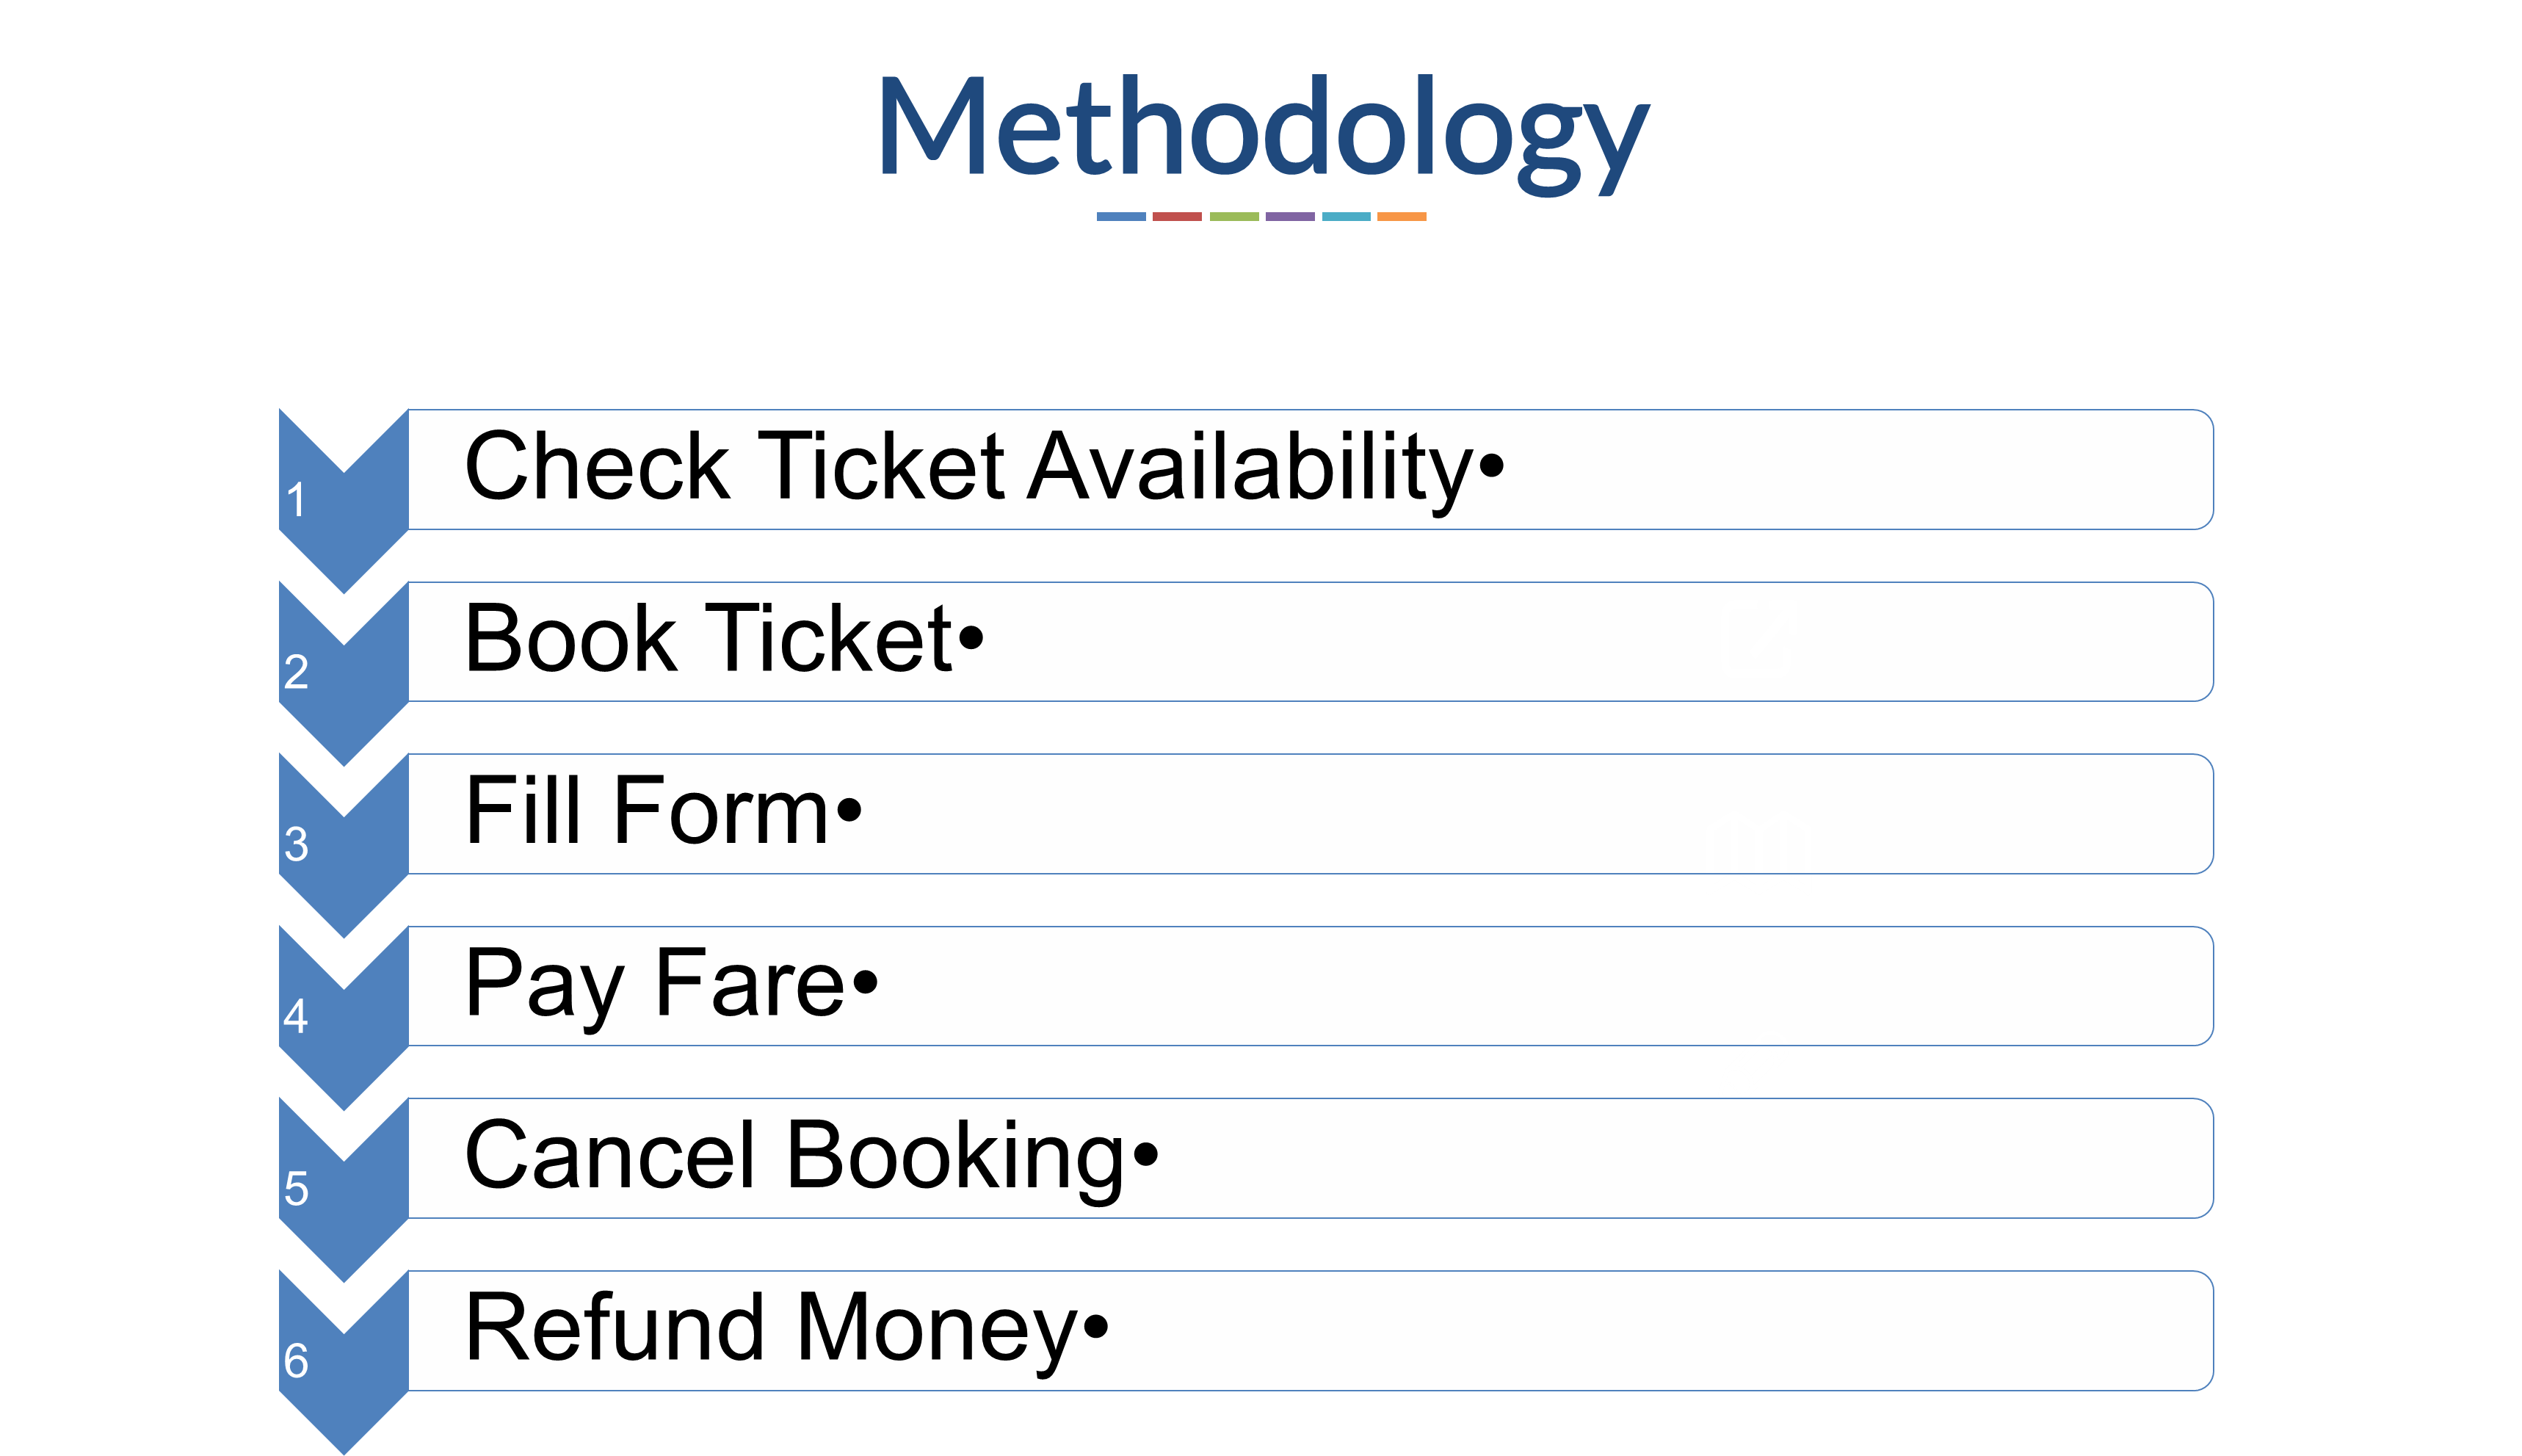 Methodology
1
Check Ticket Availability•
2
Book Ticket•
3
Fill Form•
4
Pay Fare•
5
Cancel Booking•
6
Refund Money•